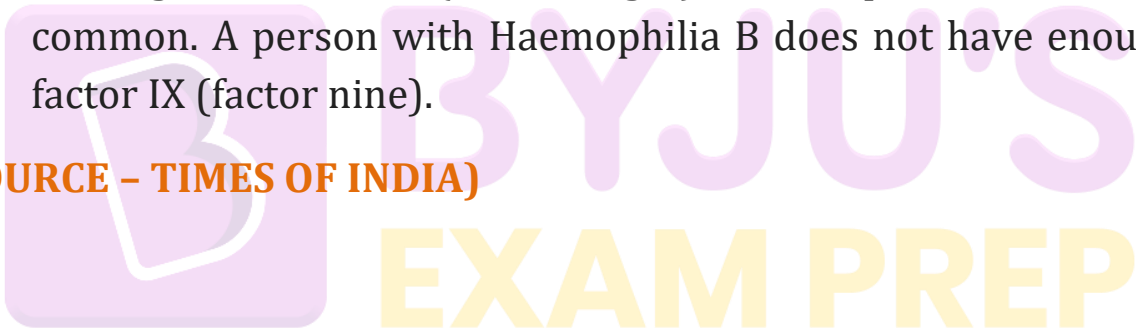 common. A person with Haemophilia B does not have enou
factor IX (factor nine).
OURCE – TIMES OF INDIA)
BYJU'S
EXAM PREP